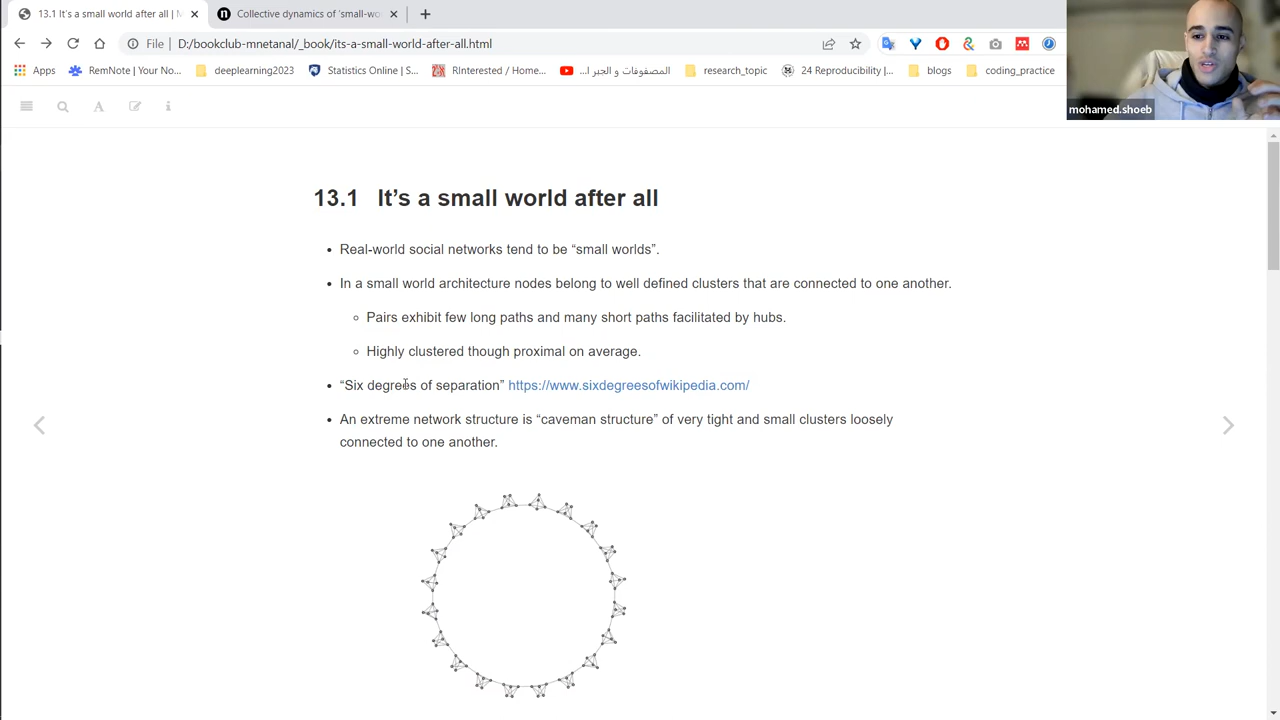 13.1 It's a small world after all | M
Collective dynamics of 'small-wo
File | D:/bookclub-mnetanal/_book/its-a-small-world-after-all.html
Apps RemNote | Your No... deeplearning2023 Statistics Online | S... RInterested / Home... المصفوفات و الجبر ا... research_topic 24 Reproducibility |... blogs coding_practice
mohamed.shoeb
13.1 It’s a small world after all
• Real-world social networks tend to be “small worlds”.
• In a small world architecture nodes belong to well defined clusters that are connected to one another.
◦ Pairs exhibit few long paths and many short paths facilitated by hubs.
◦ Highly clustered though proximal on average.
• “Six degrees of separation” https://www.sixdegreesofwikipedia.com/
• An extreme network structure is “caveman structure” of very tight and small clusters loosely
connected to one another.